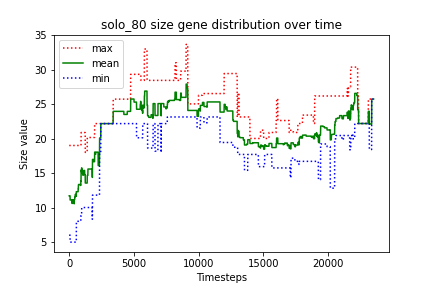 solo_80 size gene distribution over time
max
mean
min
Size value
35
30
25
20
15
10
5
0
5000
10000
15000
20000
Timesteps